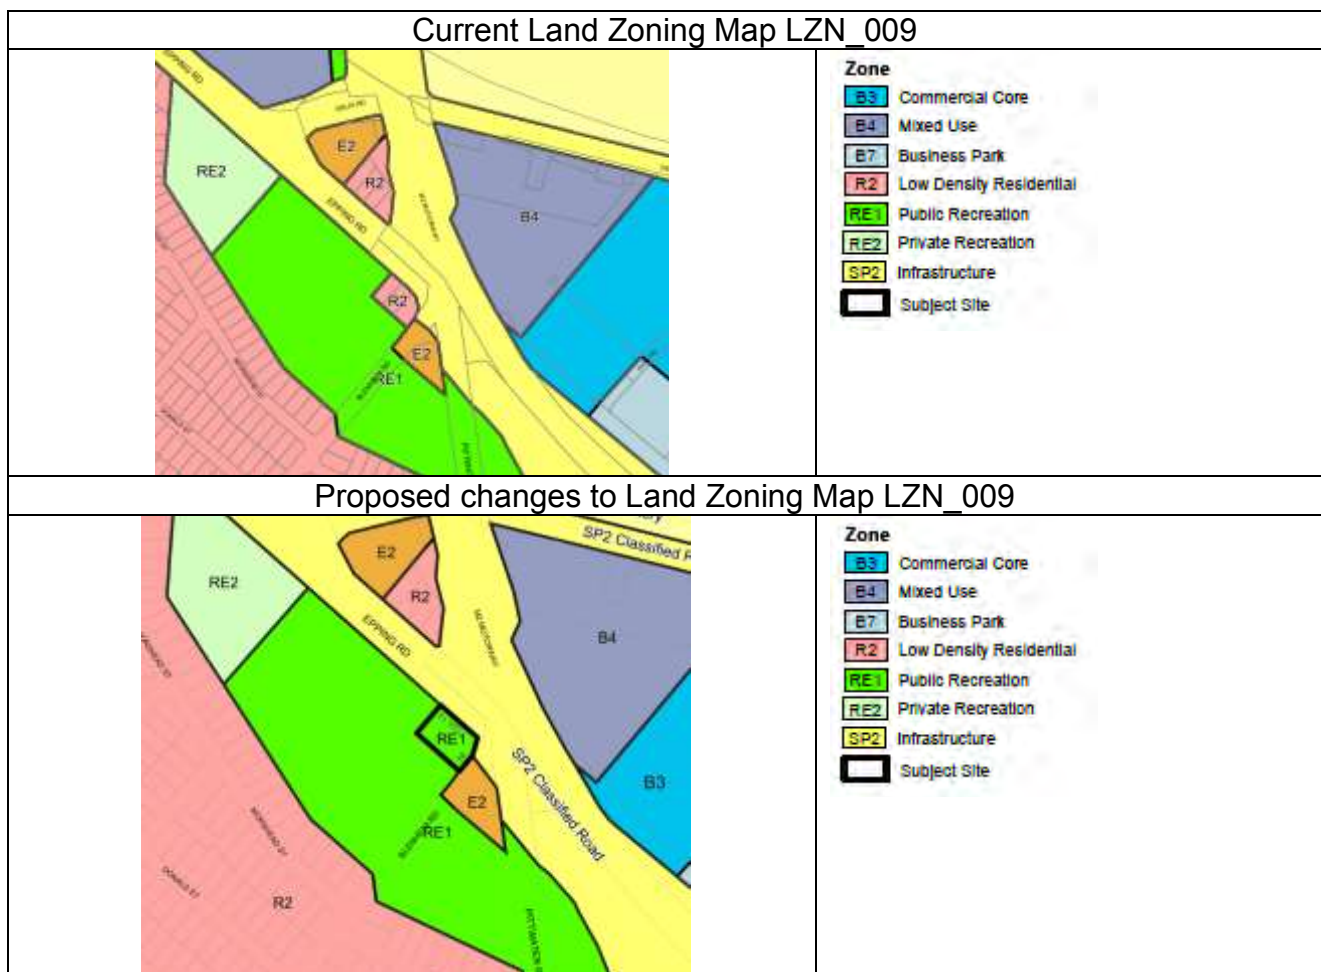 Current Land Zoning Map LZN_009
EPPING RD
RE2
E2
R2
EPPING RD
B4
R2
E2
RE1
Zone
B3 Commercial Core
B4 Mixed Use
B7 Business Park
R2 Low Density Residential
RE1 Public Recreation
RE2 Private Recreation
SP2 Infrastructure
Subject Site
Proposed changes to Land Zoning Map LZN_009
SP2 Classified
E2
RE2
R2
EPPING RD
M2 MOTORWAY
B4
RE1
SP2 Classified Road
B3
E2
RE1
R2
Zone
B3 Commercial Core
B4 Mixed Use
B7 Business Park
R2 Low Density Residential
RE1 Public Recreation
RE2 Private Recreation
SP2 Infrastructure
Subject Site